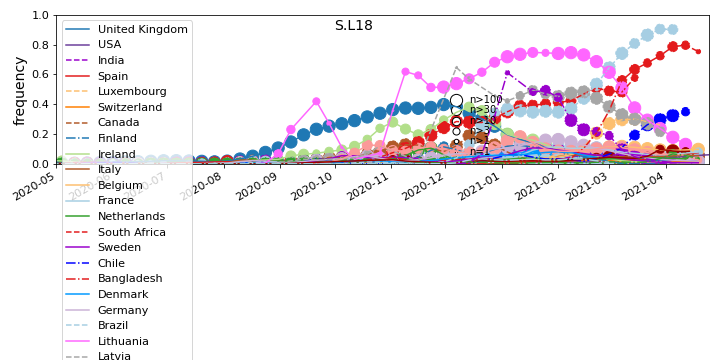 S.L18
frequency
1.0
0.8
0.6
0.4
0.2
0.0
2020-05
2020-06
2020-07
2020-08
2020-09
2020-10
2020-11
2020-12
2021-01
2021-02
2021-03
2021-04
United Kingdom
USA
India
Spain
Luxembourg
Switzerland
Canada
Finland
Ireland
Italy
Belgium
France
Netherlands
South Africa
Sweden
Chile
Bangladesh
Denmark
Germany
Brazil
Lithuania
Latvia
n>100
n>30
n>10
n>3
n>1
n=1